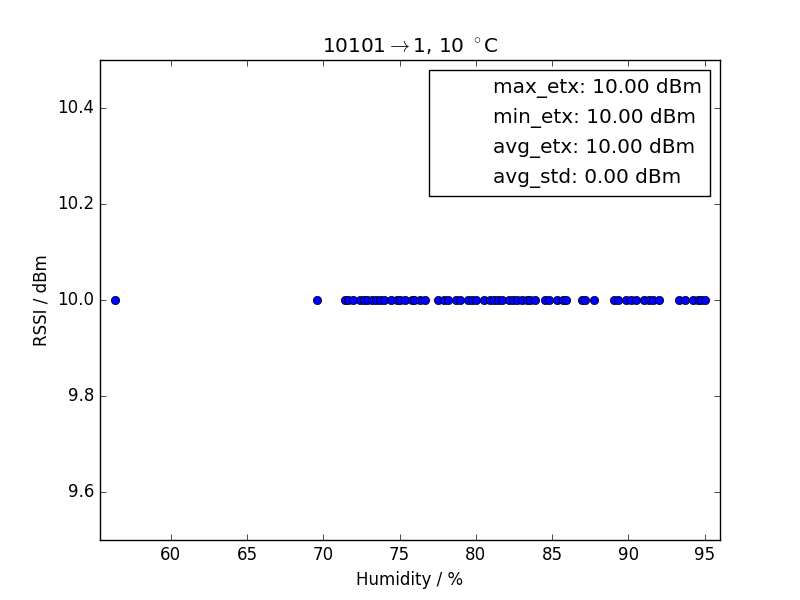 10101→1, 10 °C
max_etx: 10.00 dBm
min_etx: 10.00 dBm
avg_etx: 10.00 dBm
avg_std: 0.00 dBm
RSSI / dBm
10.4
10.2
10.0
9.8
9.6
60 65 70 75 80 85 90 95
Humidity / %